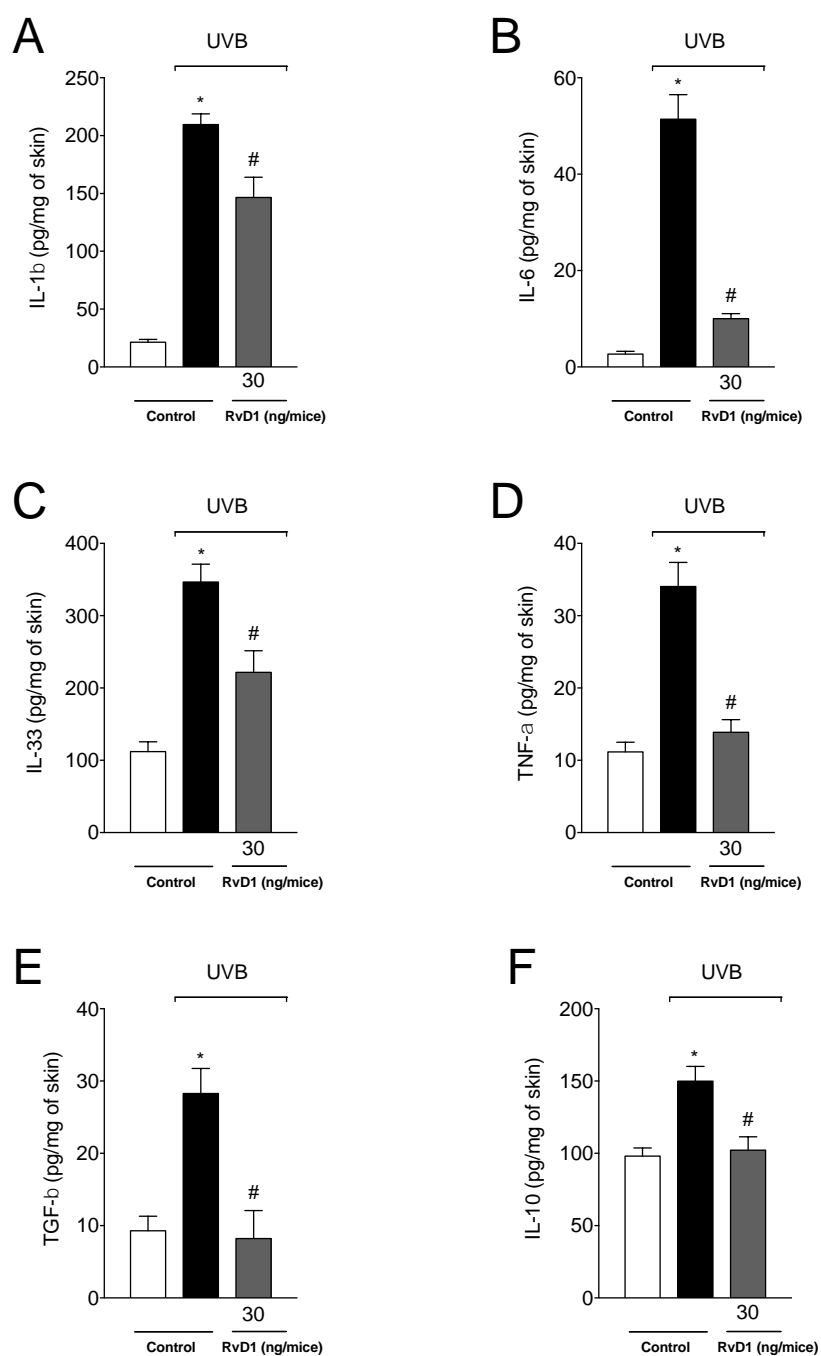 A
UVB
IL-1b (pg/mg of skin)
250
200
150
100
50
0
*
#
30
Control
RvD1 (ng/mice)
B
UVB
IL-6 (pg/mg of skin)
60
40
20
0
*
#
30
Control
RvD1 (ng/mice)
C
UVB
IL-33 (pg/mg of skin)
400
300
200
100
0
*
#
30
Control
RvD1 (ng/mice)
D
UVB
TNF-a (pg/mg of skin)
40
30
20
10
0
*
#
30
Control
RvD1 (ng/mice)
E
UVB
TGF-b (pg/mg of skin)
40
30
20
10
0
*
#
30
Control
RvD1 (ng/mice)
F
UVB
IL-10 (pg/mg of skin)
200
150
100
50
0
*
#
30
Control
RvD1 (ng/mice)